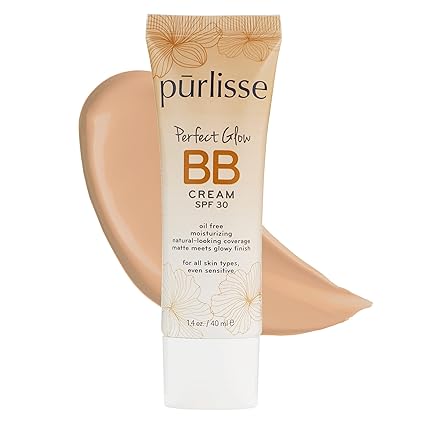 pūrlisse
Perfect Glow
BB
CREAM
SPF 30
oil free
moisturizing
natural-looking coverage
matte meets glowy finish
for all skin types,
even sensitive
1.4 oz. / 40 ml ℮